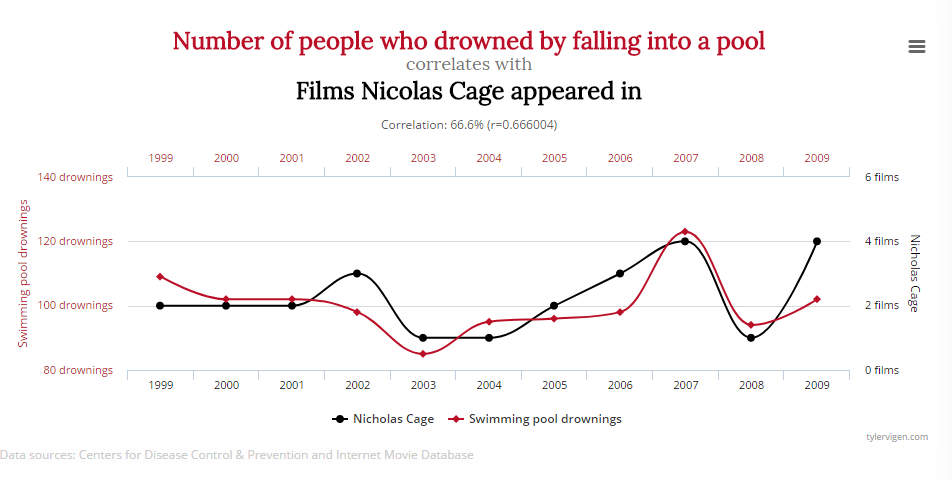 Number of people who drowned by falling into a pool
correlates with
Films Nicolas Cage appeared in
Correlation: 66.6% (r=0.666004)
1999 2000 2001 2002 2003 2004 2005 2006 2007 2008 2009
140 drownings
120 drownings
100 drownings
80 drownings
Swimming pool drownings
6 films
4 films
2 films
0 films
Nicholas Cage
1999 2000 2001 2002 2003 2004 2005 2006 2007 2008 2009
Nicholas Cage Swimming pool drownings
tylervigen.com
Data sources: Centers for Disease Control & Prevention and Internet Movie Database